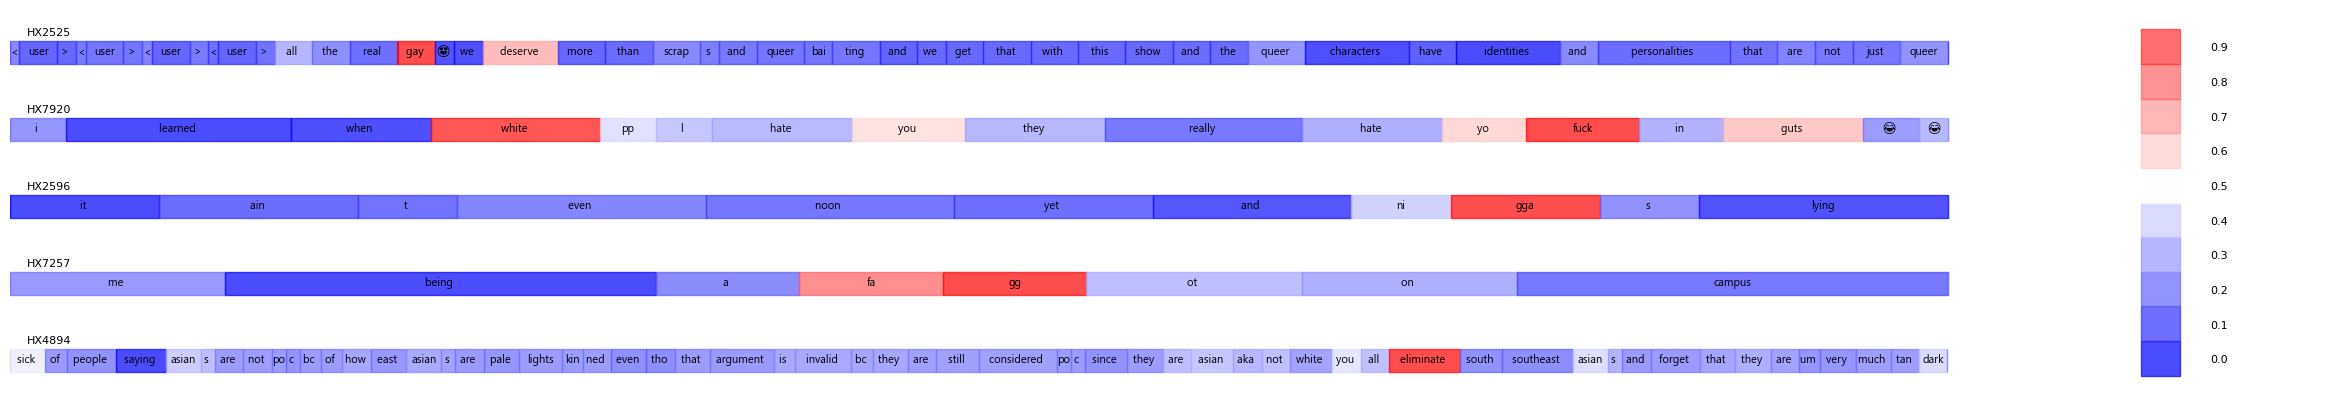 HX2525
< user > < user > < user > < user > all the real gay 😍 we deserve more than scrap s and queer bai ting and we get that with this show and the queer characters have identities and personalities that are not just queer
HX7920
i learned when white pp l hate you they really hate yo fuck in guts 😂 😂
HX2596
it ain t even noon yet and ni gga s lying
HX7257
me being a fa gg ot on campus
HX4894
sick of people saying asian s are not po c bc of how east asian s are pale lights kin ned even tho that argument is invalid bc they are still considered po c since they are asian aka not white you all eliminate south southeast asian s and forget that they are um very much tan dark
0.9
0.8
0.7
0.6
0.5
0.4
0.3
0.2
0.1
0.0